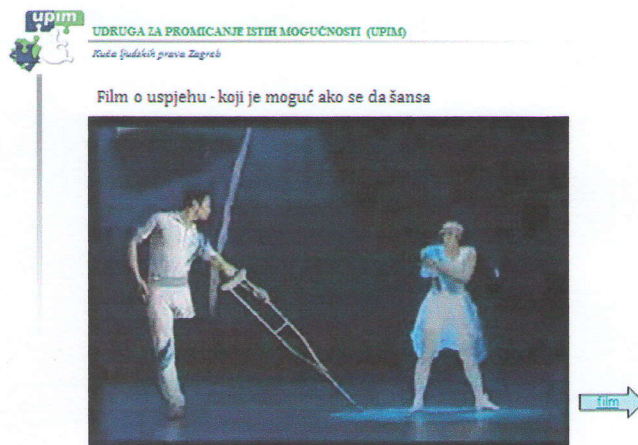 upim
UDRUGA ZA PROMICANJE ISTIH MOGUĆNOSTI (UPIM)
Kuća ljudskih prava Zagreb
Film o uspjehu - koji je moguć ako se da šansa
film